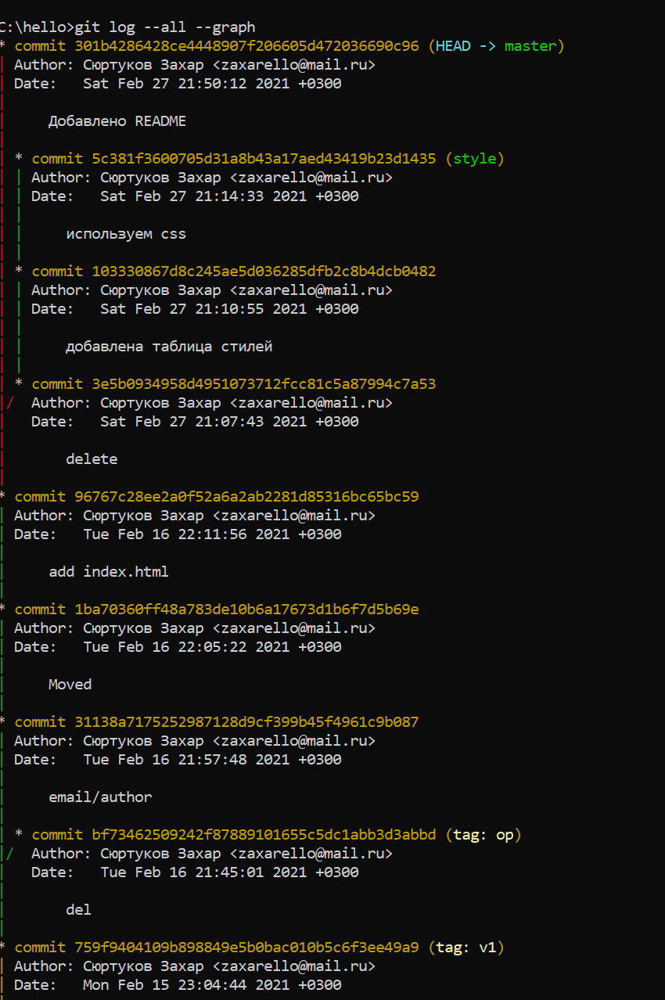 C:\hello>git log --all --graph
* commit 301b4286428ce4448907f206605d472036690c96 (HEAD -> master)
| Author: Сюртуков Захар <zaxarello@mail.ru>
| Date:   Sat Feb 27 21:50:12 2021 +0300
|
|     Добавлено README
|
| * commit 5c381f3600705d31a8b43a17aed43419b23d1435 (style)
| | Author: Сюртуков Захар <zaxarello@mail.ru>
| | Date:   Sat Feb 27 21:14:33 2021 +0300
| |
| |     используем css
| |
| * commit 103330867d8c245ae5d036285dfb2c8b4dcb0482
| | Author: Сюртуков Захар <zaxarello@mail.ru>
| | Date:   Sat Feb 27 21:10:55 2021 +0300
| |
| |     добавлена таблица стилей
| |
| * commit 3e5b0934958d4951073712fcc81c5a87994c7a53
|/  Author: Сюртуков Захар <zaxarello@mail.ru>
|   Date:   Sat Feb 27 21:07:43 2021 +0300
|
|       delete
|
* commit 96767c28ee2a0f52a6a2ab2281d85316bc65bc59
| Author: Сюртуков Захар <zaxarello@mail.ru>
| Date:   Tue Feb 16 22:11:56 2021 +0300
|
|     add index.html
|
* commit 1ba70360ff48a783de10b6a17673d1b6f7d5b69e
| Author: Сюртуков Захар <zaxarello@mail.ru>
| Date:   Tue Feb 16 22:05:22 2021 +0300
|
|     Moved
|
* commit 31138a7175252987128d9cf399b45f4961c9b087
| Author: Сюртуков Захар <zaxarello@mail.ru>
| Date:   Tue Feb 16 21:57:48 2021 +0300
|
|     email/author
|
| * commit bf73462509242f87889101655c5dc1abb3d3abbd (tag: op)
|/  Author: Сюртуков Захар <zaxarello@mail.ru>
|   Date:   Tue Feb 16 21:45:01 2021 +0300
|
|       del
|
* commit 759f9404109b898849e5b0bac010b5c6f3ee49a9 (tag: v1)
| Author: Сюртуков Захар <zaxarello@mail.ru>
| Date:   Mon Feb 15 23:04:44 2021 +0300